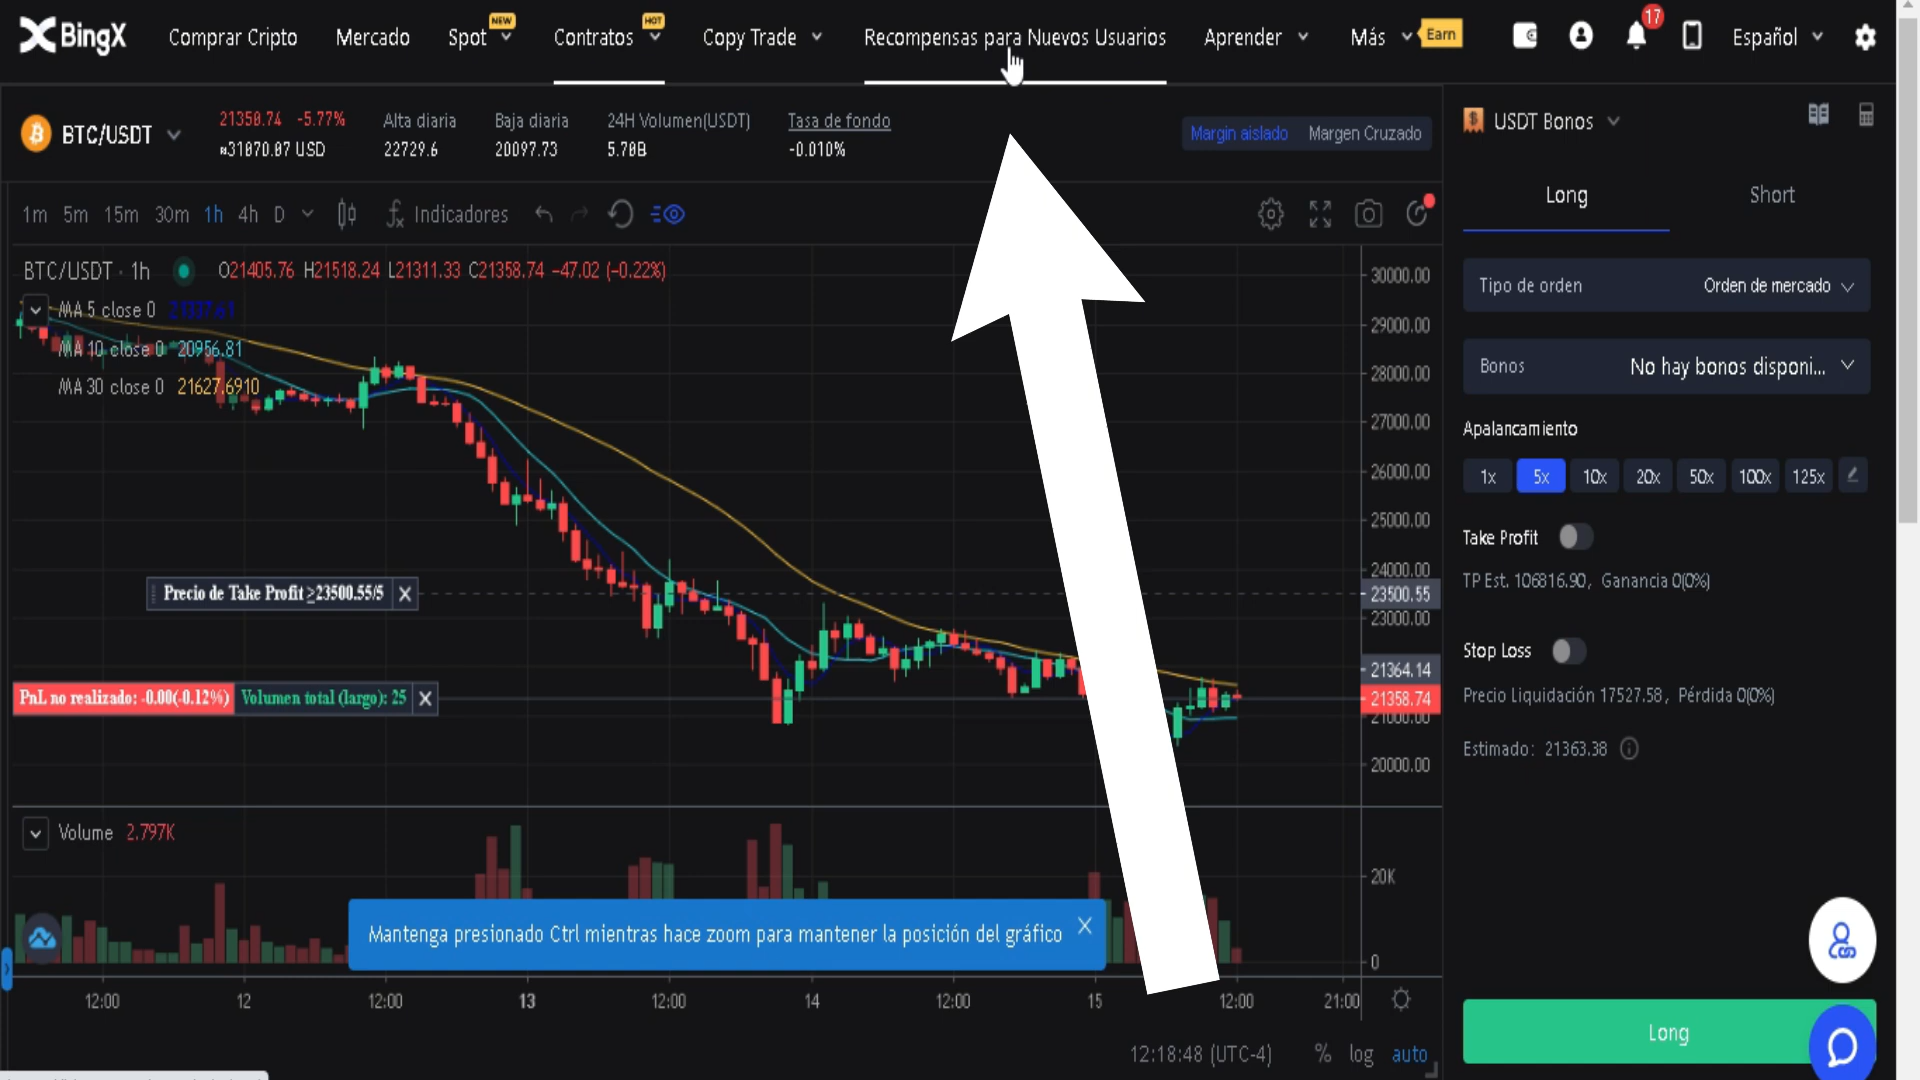 BingX
Comprar Cripto
Mercado
Spot
NEW
Contratos
HOT
Copy Trade
Recompensas para Nuevos Usuarios
Aprender
Más
Earn
17
Español
BTC/USDT
21358.74 -5.77%
≈31870.87 USD
Alta diaria
22729.6
Baja diaria
20097.73
24H Volumen(USDT)
5.78B
Tasa de fondo
-0.010%
Margin aislado
Margen Cruzado
USDT Bonos
Long
Short
1m 5m 15m 30m 1h 4h D
Indicadores
BTC/USDT · 1h O21405.76 H21518.24 L21311.33 C21358.74 −47.02 (−0.22%)
MA 5 close 0 21337.61
MA 10 close 0 20956.81
MA 30 close 0 21627.6910
30000.00
29000.00
28000.00
27000.00
26000.00
25000.00
24000.00
23500.55
23000.00
21364.14
21358.74
21000.00
20000.00
Precio de Take Profit ≥23500.55/5
PnL no realizado: -0.00(-0.12%)
Volumen total (largo): 25
Tipo de orden
Orden de mercado
Bonos
No hay bonos disponi...
Apalancamiento
1x 5x 10x 20x 50x 100x 125x
Take Profit
TP Est. 106816.90, Ganancia 0(0%)
Stop Loss
Precio Liquidación 17527.58, Pérdida 0(0%)
Estimado: 21363.38
Volume 2.797K
20K
0
Mantenga presionado Ctrl mientras hace zoom para mantener la posición del gráfico
12:00 12 12:00 13 12:00 14 12:00 15 12:00 21:00
12:18:48 (UTC-4)
% log auto
Long